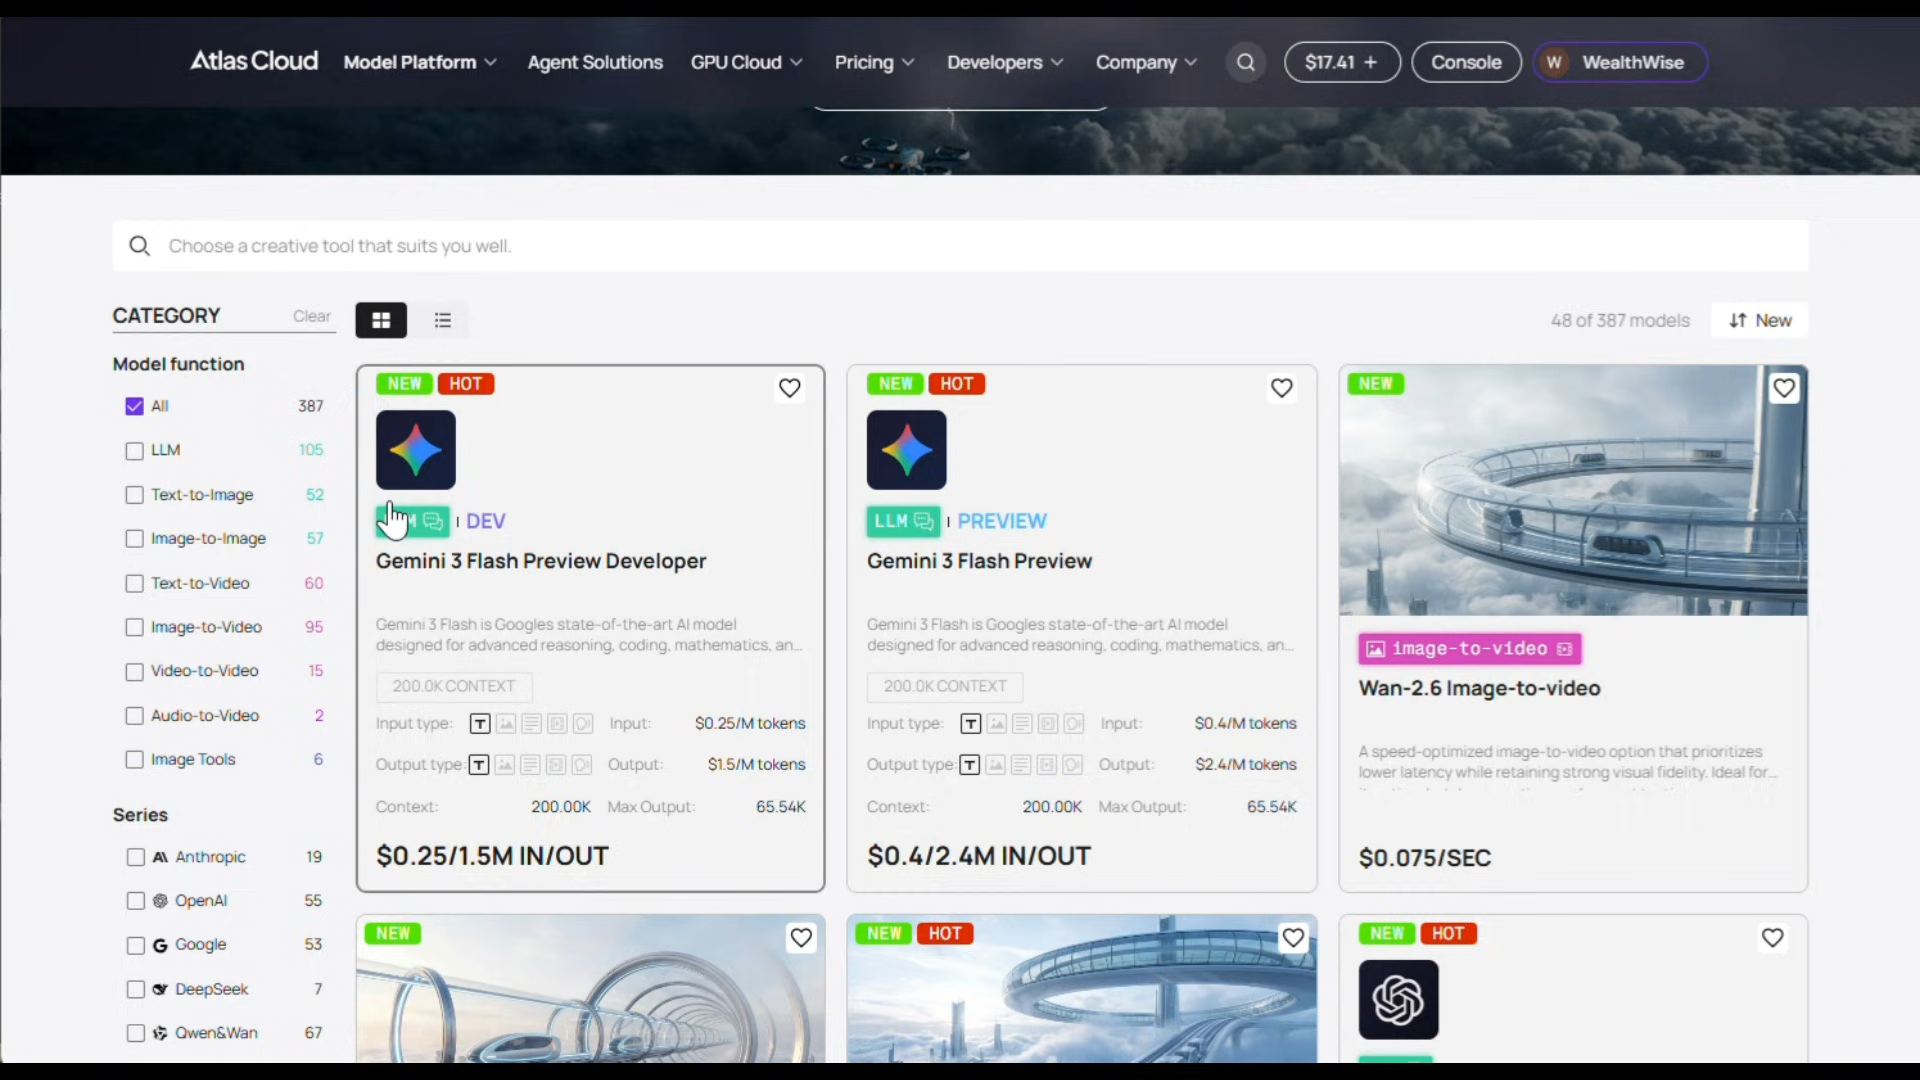 Atlas Cloud
Model Platform
Agent Solutions
GPU Cloud
Pricing
Developers
Company
$17.41 +
Console
W WealthWise
Choose a creative tool that suits you well.
CATEGORY
Clear
48 of 387 models
New
Model function
All 387
LLM 105
Text-to-Image 52
Image-to-Image 57
Text-to-Video 60
Image-to-Video 95
Video-to-Video 15
Audio-to-Video 2
Image Tools 6
Series
Anthropic 19
OpenAI 55
Google 53
DeepSeek 7
Qwen&Wan 67
NEW HOT
DEV
Gemini 3 Flash Preview Developer
Gemini 3 Flash is Googles state-of-the-art AI model
designed for advanced reasoning, coding, mathematics, an...
200.0K CONTEXT
Input type: T Input: $0.25/M tokens
Output type: T Output: $1.5/M tokens
Context: 200.00K Max Output: 65.54K
$0.25/1.5M IN/OUT
NEW HOT
LLM | PREVIEW
Gemini 3 Flash Preview
Gemini 3 Flash is Googles state-of-the-art AI model
designed for advanced reasoning, coding, mathematics, an...
200.0K CONTEXT
Input type: T Input: $0.4/M tokens
Output type: T Output: $2.4/M tokens
Context: 200.00K Max Output: 65.54K
$0.4/2.4M IN/OUT
NEW
image-to-video
Wan-2.6 Image-to-video
A speed-optimized image-to-video option that prioritizes
lower latency while retaining strong visual fidelity. Ideal for...
$0.075/SEC
NEW
NEW HOT
NEW HOT